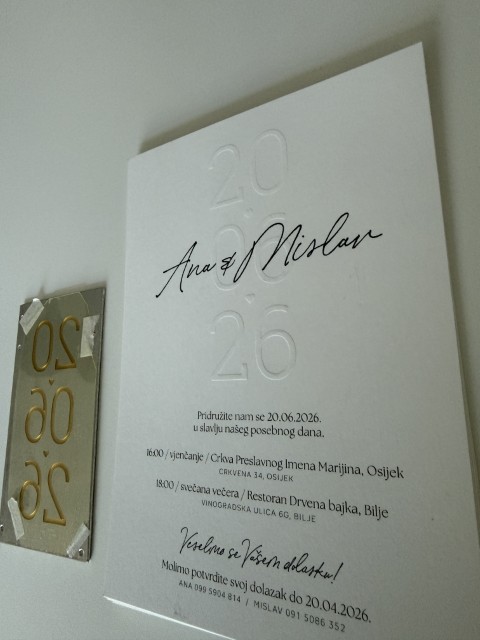 20
06
26
Ana & Mislav
Pridružite nam se 20.06.2026.
u slavlju našeg posebnog dana.
16:00 / vjenčanje / Crkva Preslavnog Imena Marijina, Osijek
CRKVENA 34, OSIJEK
18:00 / svečana večera / Restoran Drvena bajka, Bilje
VINOGRADSKA ULICA 6G, BILJE
Veselimo se Vašem dolasku!
Molimo potvrdite svoj dolazak do 20.04.2026.
ANA 099 5904 814 / MISLAV 091 5086 352
20
06
26